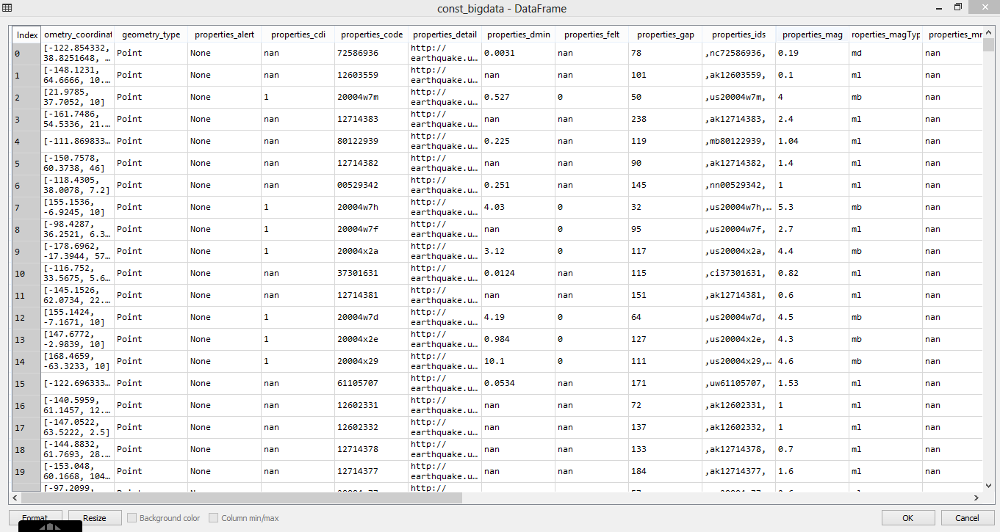 const_bigdata - DataFrame
Index ometry_coordinat geometry_type properties_alert properties_cdi properties_code properties_detail properties_dmin properties_felt properties_gap properties_ids properties_mag roperties_magTyp properties_mr
0 [-122.854332, 38.8251648, … Point None nan 72586936 http://earthquake.u… 0.0031 nan 78 ,nc72586936, 0.19 md nan
1 [-148.1231, 64.6666, 10.… Point None nan 12603559 http://earthquake.u… nan nan 101 ,ak12603559, 0.1 ml nan
2 [21.9785, 37.7052, 10] Point None 1 20004w7m http://earthquake.u… 0.527 0 50 ,us20004w7m, 4 mb nan
3 [-161.7486, 54.5336, 21.… Point None nan 12714383 http://earthquake.u… nan nan 238 ,ak12714383, 2.4 ml nan
4 [-111.869833… Point None nan 80122939 http://earthquake.u… 0.225 nan 119 ,mb80122939, 1.04 ml nan
5 [-150.7578, 60.3738, 46] Point None nan 12714382 http://earthquake.u… nan nan 90 ,ak12714382, 1.4 ml nan
6 [-118.4305, 38.0078, 7.2] Point None nan 00529342 http://earthquake.u… 0.251 nan 145 ,nn00529342, 1 ml nan
7 [155.1536, -6.9245, 10] Point None 1 20004w7h http://earthquake.u… 4.03 0 32 ,us20004w7h,… 5.3 mb nan
8 [-98.4287, 36.2521, 6.3… Point None 1 20004w7f http://earthquake.u… nan 0 95 ,us20004w7f, 2.7 ml nan
9 [-178.6962, -17.3944, 57… Point None 1 20004x2a http://earthquake.u… 3.12 0 117 ,us20004x2a, 4.4 mb nan
10 [-116.752, 33.5675, 5.6… Point None nan 37301631 http://earthquake.u… 0.0124 nan 115 ,ci37301631, 0.82 ml nan
11 [-145.1526, 62.0734, 22.… Point None nan 12714381 http://earthquake.u… nan nan 151 ,ak12714381, 0.6 ml nan
12 [155.1424, -7.1671, 10] Point None 1 20004w7d http://earthquake.u… 4.19 0 64 ,us20004w7d, 4.5 mb nan
13 [147.6772, -2.9839, 10] Point None 1 20004x2e http://earthquake.u… 0.984 0 127 ,us20004x2e, 4.3 mb nan
14 [168.4659, -63.3233, 10] Point None 1 20004x29 http://earthquake.u… 10.1 0 111 ,us20004x29,… 4.6 mb nan
15 [-122.696333… Point None nan 61105707 http://earthquake.u… 0.0534 nan 171 ,uw61105707, 1.53 ml nan
16 [-140.5959, 61.1457, 12.… Point None nan 12602331 http://earthquake.u… nan nan 72 ,ak12602331, 1 ml nan
17 [-147.0522, 63.5222, 2.5] Point None nan 12602332 http://earthquake.u… nan nan 137 ,ak12602332, 1 ml nan
18 [-144.8832, 61.7693, 28.… Point None nan 12714378 http://earthquake.u… nan nan 133 ,ak12714378, 0.7 ml nan
19 [-153.048, 60.1668, 104… Point None nan 12714377 http://earthquake.u… nan nan 184 ,ak12714377, 1.6 ml nan
[-97.2099, http://
Format Resize Background color Column min/max OK Cancel